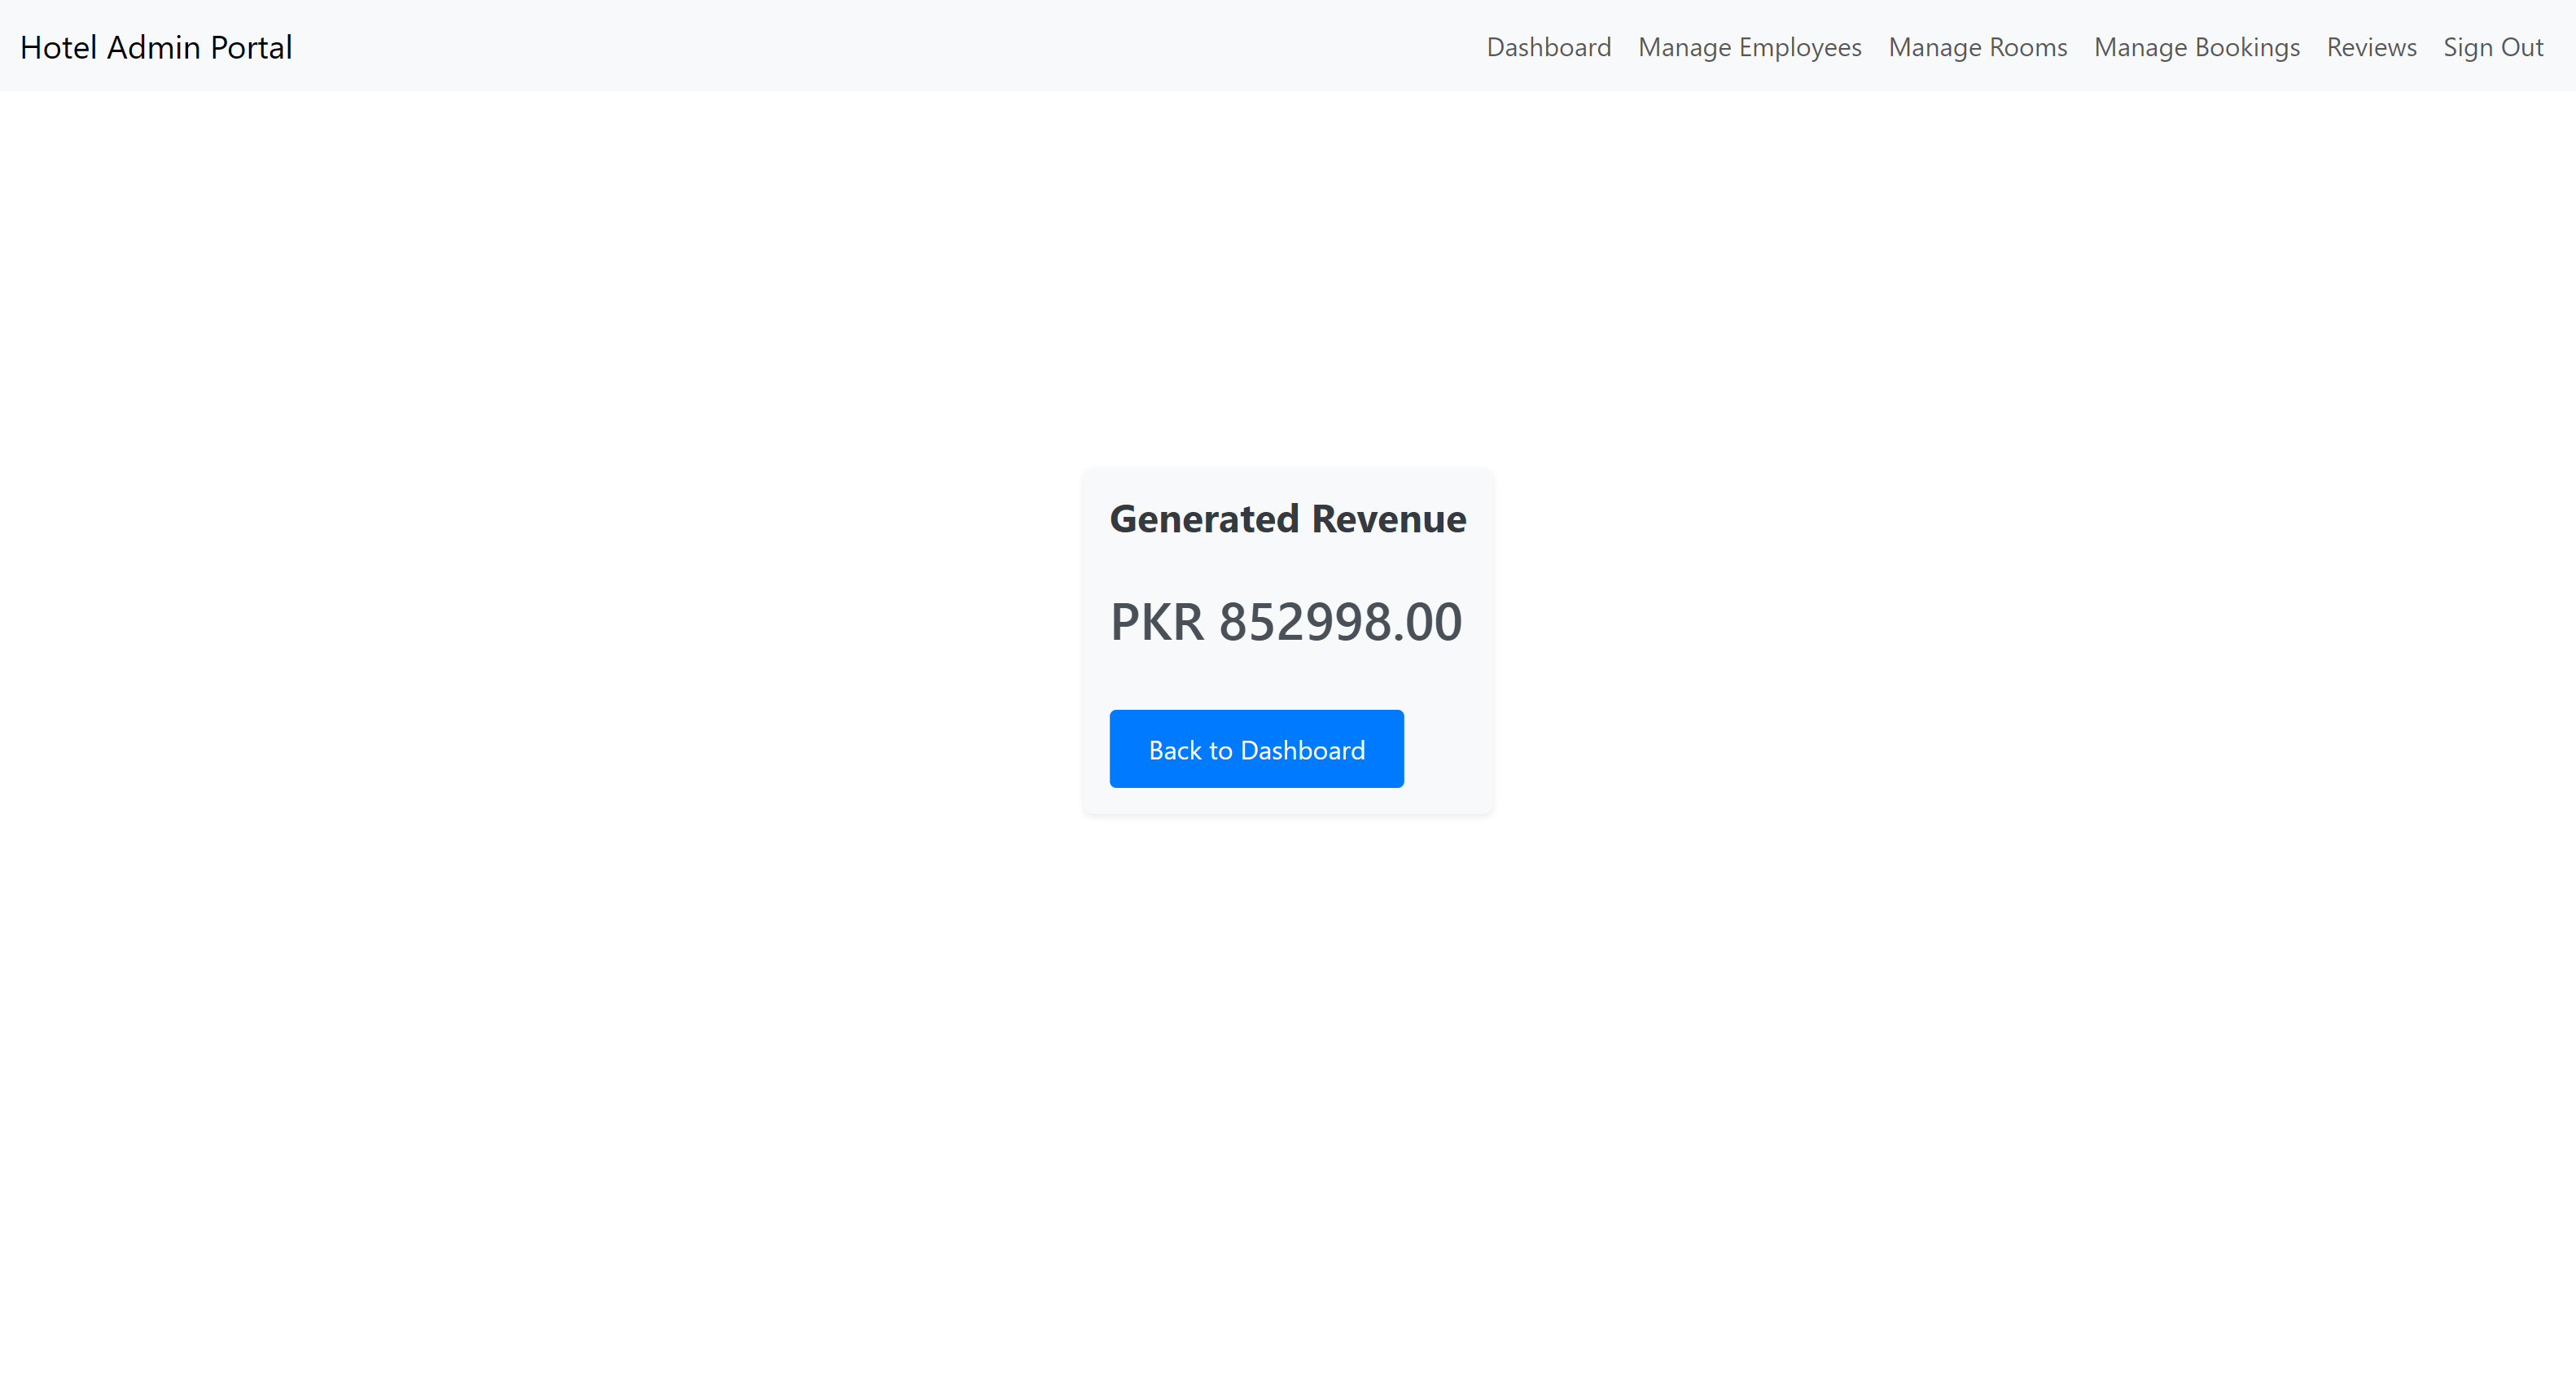 Hotel Admin Portal
Dashboard Manage Employees Manage Rooms Manage Bookings Reviews Sign Out
Generated Revenue
PKR 852998.00
Back to Dashboard